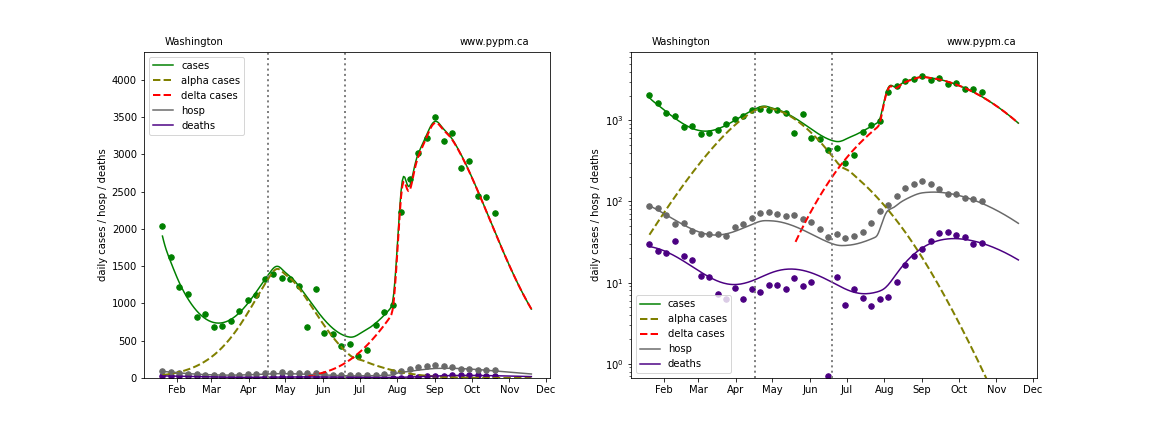 Washington www.pypm.ca
daily cases / hosp / deaths
4000
3500
3000
2500
2000
1500
1000
500
0
cases
alpha cases
delta cases
hosp
deaths
Feb Mar Apr May Jun Jul Aug Sep Oct Nov Dec
Washington www.pypm.ca
daily cases / hosp / deaths
10³
10²
10¹
10⁰
cases
alpha cases
delta cases
hosp
deaths
Feb Mar Apr May Jun Jul Aug Sep Oct Nov Dec